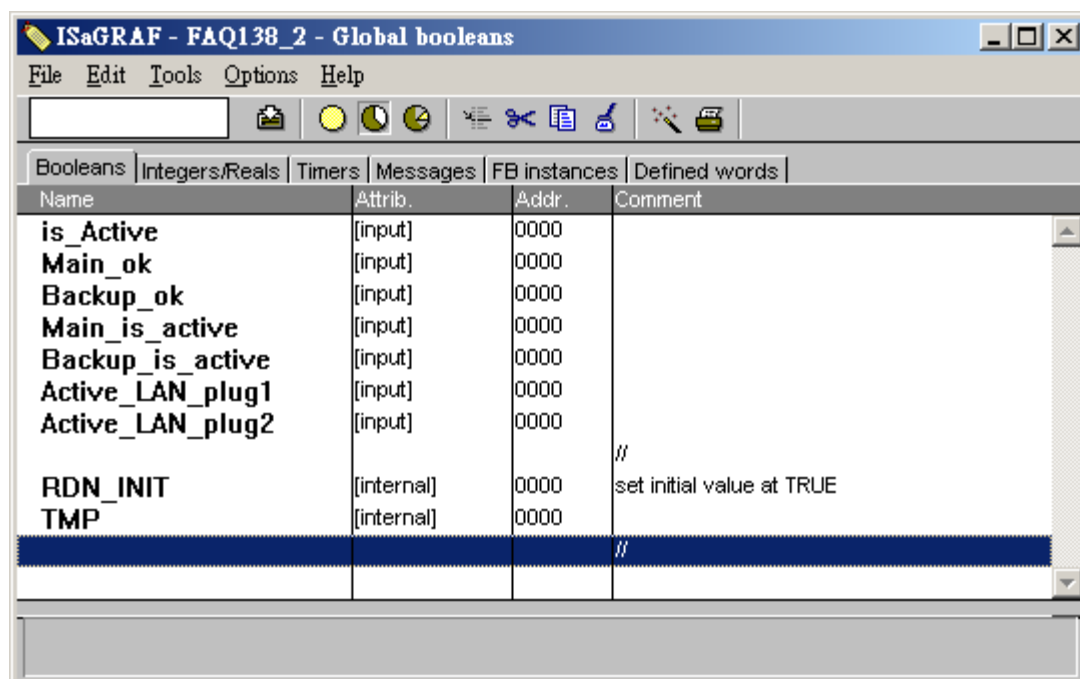 ISaGRAF - FAQ138_2 - Global booleans
File Edit Tools Options Help
Booleans Integers/Reals Timers Messages FB instances Defined words
Name Attrib. Addr. Comment
is_Active [input] 0000
Main_ok [input] 0000
Backup_ok [input] 0000
Main_is_active [input] 0000
Backup_is_active [input] 0000
Active_LAN_plug1 [input] 0000
Active_LAN_plug2 [input] 0000
//
RDN_INIT [internal] 0000 set initial value at TRUE
TMP [internal] 0000
//